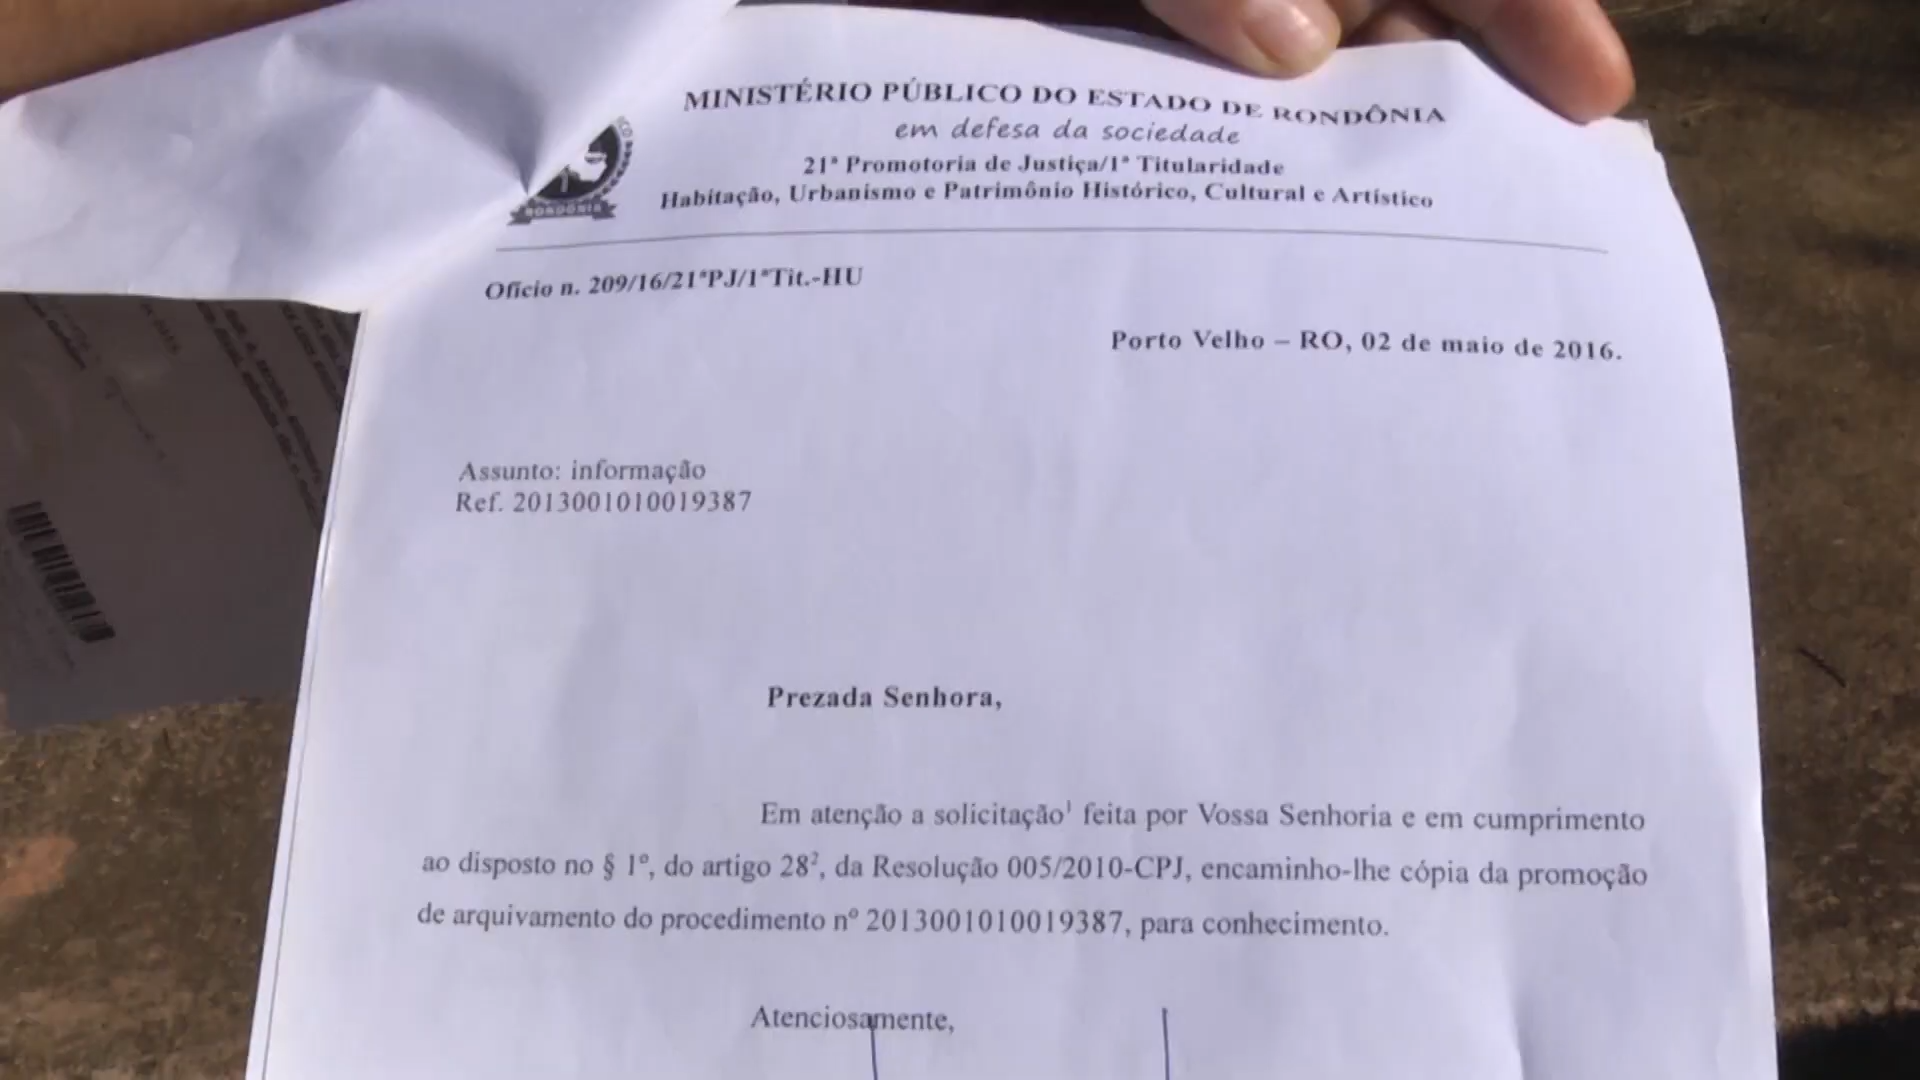 MINISTÉRIO PÚBLICO DO ESTADO DE RONDÔNIA
em defesa da sociedade
21ª Promotoria de Justiça/1ª Titularidade
Habitação, Urbanismo e Patrimônio Histórico, Cultural e Artístico
RONDÔNIA
Ofício n. 209/16/21ªPJ/1ªTit.-HU
Porto Velho – RO, 02 de maio de 2016.
Assunto: informação
Ref. 2013001010019387
Prezada Senhora,
Em atenção a solicitação¹ feita por Vossa Senhoria e em cumprimento
ao disposto no § 1º, do artigo 28², da Resolução 005/2010-CPJ, encaminho-lhe cópia da promoção
de arquivamento do procedimento nº 2013001010019387, para conhecimento.
Atenciosamente,